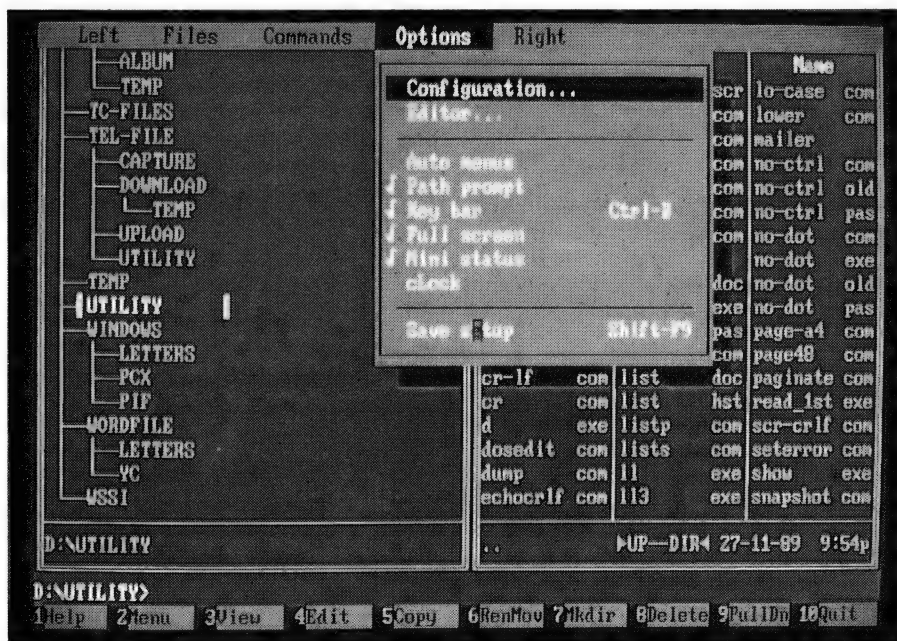 Left Files Commands Options Right
ALBUM
TEMP
TC-FILES
TEL-FILE
CAPTURE
DOWNLOAD
TEMP
UPLOAD
UTILITY
TEMP
UTILITY
WINDOWS
LETTERS
PCX
PIF
WORDFILE
LETTERS
YC
WSSI
D:\UTILITY
Configuration...
Editor...
Auto menus
√ Path prompt
√ Key bar Ctrl-B
√ Full screen
√ Mini status
clock
Save setup Shift-F9
Name
scr lo-case com
com lower com
com mailer
com no-ctrl com
com no-ctrl old
com no-ctrl pas
com no-dot com
no-dot exe
doc no-dot old
exe no-dot pas
pas page-a4 com
com page48 com
cr-lf com list doc paginate com
cr com list hst read_1st exe
d exe listp com scr-crlf com
dosedit com lists com seterror com
dump com ll exe show exe
echocrlf com ll3 exe snapshot com
.. ►UP--DIR◄ 27-11-89 9:54p
D:\UTILITY>
1Help 2Menu 3View 4Edit 5Copy 6RenMov 7Mkdir 8Delete 9PullDn 10Quit